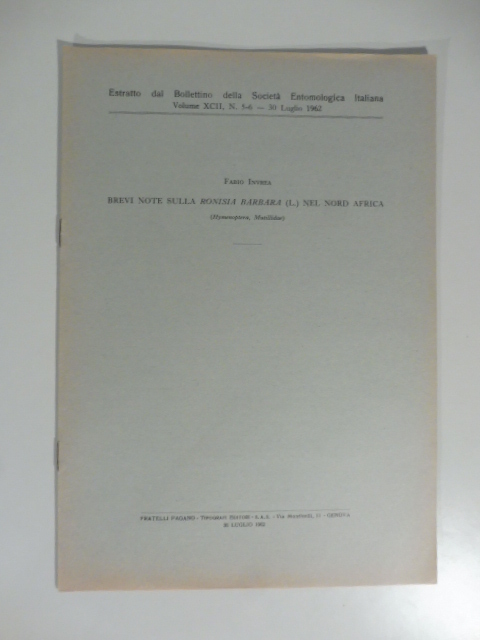 Estratto dal Bollettino della Società Entomologica Italiana
Volume XCII, N. 5-6 — 30 Luglio 1962
Fabio Invrea
BREVI NOTE SULLA RONISIA BARBARA (L.) NEL NORD AFRICA
(Hymenoptera, Mutillidae)
FRATELLI PAGANO - Tipografi Editori - S.A.S. - Via Monticelli, 11 - GENOVA
30 LUGLIO 1962